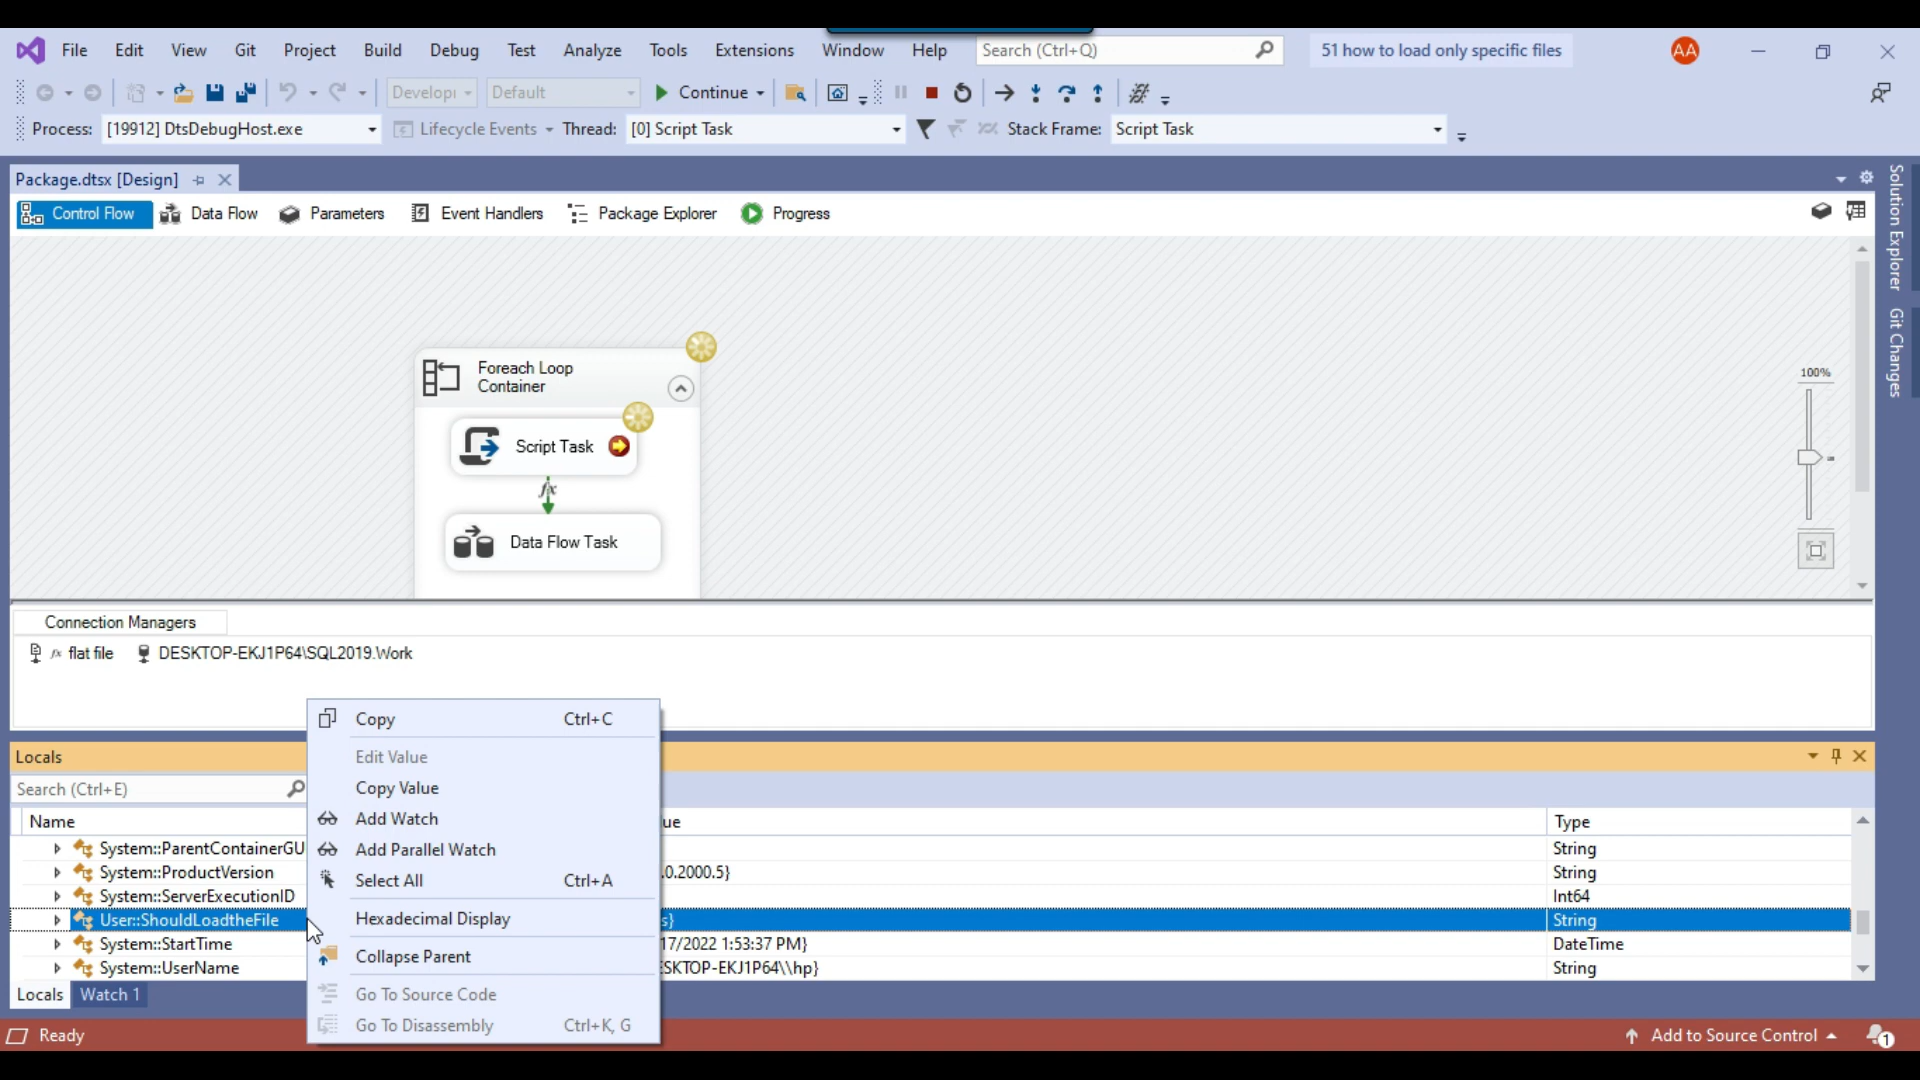 File Edit View Git Project Build Debug Test Analyze Tools Extensions Window Help Search (Ctrl+Q) 51 how to load only specific files AA
Developi Default Continue
Process: [19912] DtsDebugHost.exe Lifecycle Events Thread: [0] Script Task Stack Frame: Script Task
Package.dtsx [Design]
Control Flow Data Flow Parameters Event Handlers Package Explorer Progress
Solution Explorer
Git Changes
Foreach Loop
Container
100%
Script Task
fx
Data Flow Task
Connection Managers
fx flat file DESKTOP-EKJ1P64\SQL2019.Work
Copy Ctrl+C
Edit Value
Copy Value
Add Watch
Add Parallel Watch
Select All Ctrl+A
Hexadecimal Display
Collapse Parent
Go To Source Code
Go To Disassembly Ctrl+K, G
Locals
Search (Ctrl+E)
Name ue Type
System::ParentContainerGU String
System::ProductVersion .0.2000.5} String
System::ServerExecutionID Int64
User::ShouldLoadtheFile s} String
System::StartTime 17/2022 1:53:37 PM} DateTime
System::UserName SKTOP-EKJ1P64\\hp} String
Locals Watch 1
Ready Add to Source Control 1